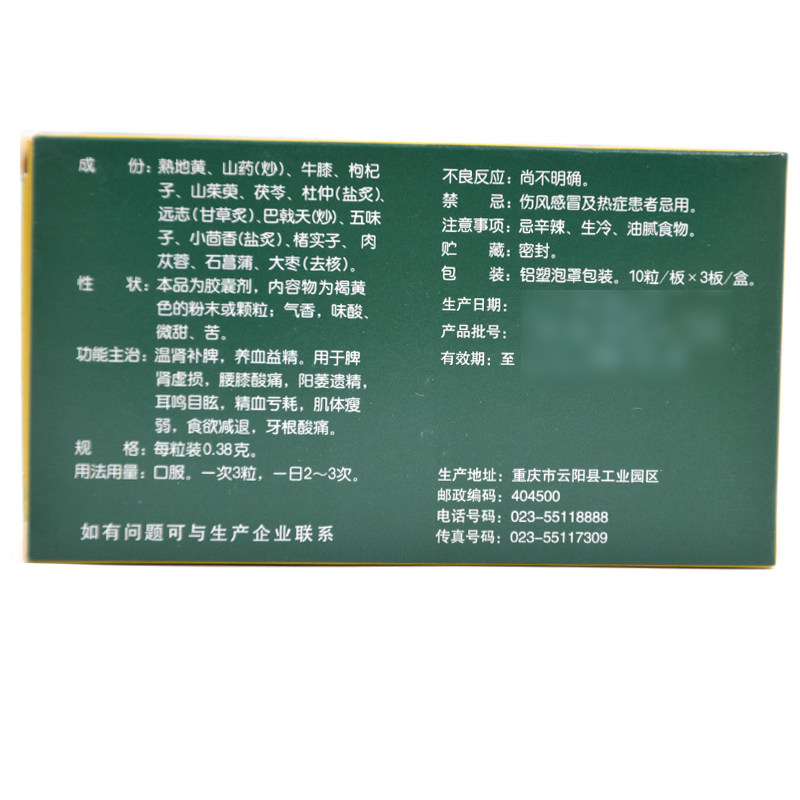 成 份：熟地黄、山药(炒)、牛膝、枸杞
子、山茱萸、茯苓、杜仲(盐炙)、
远志(甘草炙)、巴戟天(炒)、五味
子、小茴香(盐炙)、楮实子、肉
苁蓉、石菖蒲、大枣(去核)。
性 状：本品为胶囊剂，内容物为褐黄
色的粉末或颗粒；气香，味酸、
微甜、苦。
功能主治：温肾补脾，养血益精。用于脾
肾虚损，腰膝酸痛，阳萎遗精，
耳鸣目眩，精血亏耗，肌体瘦
弱，食欲减退，牙根酸痛。
规 格：每粒装0.38克。
用法用量：口服。一次3粒，一日2～3次。
如有问题可与生产企业联系
不良反应：尚不明确。
禁 忌：伤风感冒及热症患者忌用。
注意事项：忌辛辣、生冷、油腻食物。
贮 藏：密封。
包 装：铝塑泡罩包装。10粒/板×3板/盒。
生产日期：
产品批号：
有效期：至
生产地址：重庆市云阳县工业园区
邮政编码：404500
电话号码：023-55118888
传真号码：023-55117309